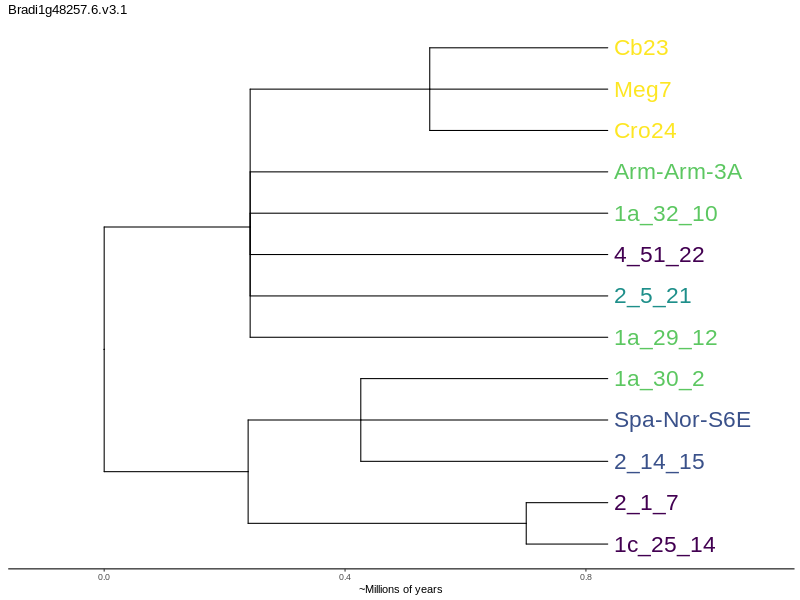 Bradi1g48257.6.v3.1
Cb23
Meg7
Cro24
Arm-Arm-3A
1a_32_10
4_51_22
2_5_21
1a_29_12
1a_30_2
Spa-Nor-S6E
2_14_15
2_1_7
1c_25_14
0.0 0.4 0.8
~Millions of years